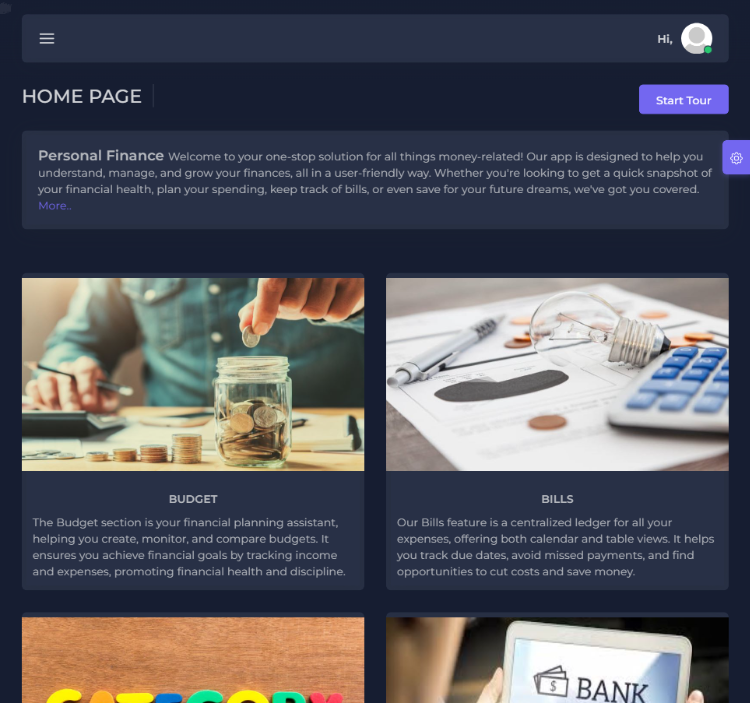 Hi,
HOME PAGE
Start Tour
Personal Finance Welcome to your one-stop solution for all things money-related! Our app is designed to help you
understand, manage, and grow your finances, all in a user-friendly way. Whether you're looking to get a quick snapshot of
your financial health, plan your spending, keep track of bills, or even save for your future dreams, we've got you covered.
More..
BUDGET
The Budget section is your financial planning assistant,
helping you create, monitor, and compare budgets. It
ensures you achieve financial goals by tracking income
and expenses, promoting financial health and discipline.
BILLS
Our Bills feature is a centralized ledger for all your
expenses, offering both calendar and table views. It helps
you track due dates, avoid missed payments, and find
opportunities to cut costs and save money.
CATEGORY
BANK